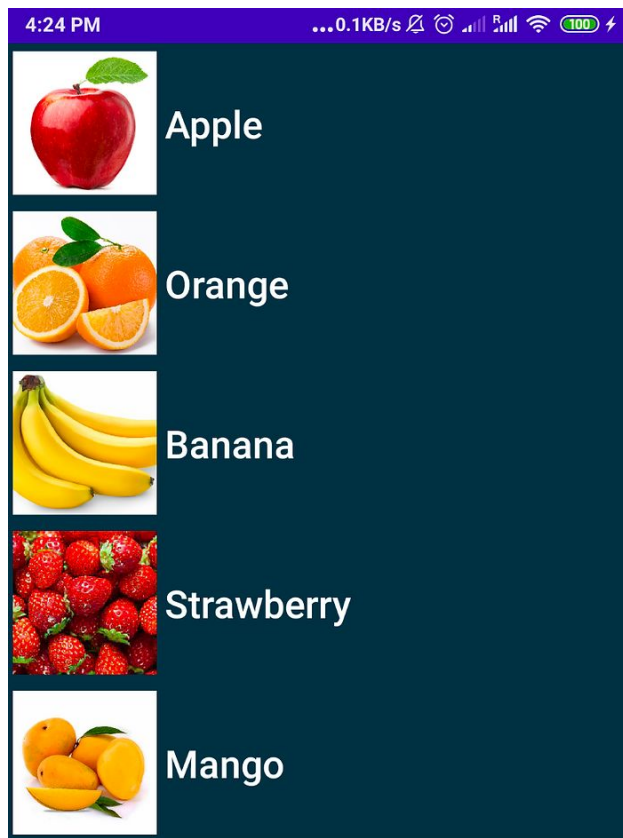 4:24 PM ...0.1KB/s R 100
Apple
Orange
Banana
Strawberry
Mango